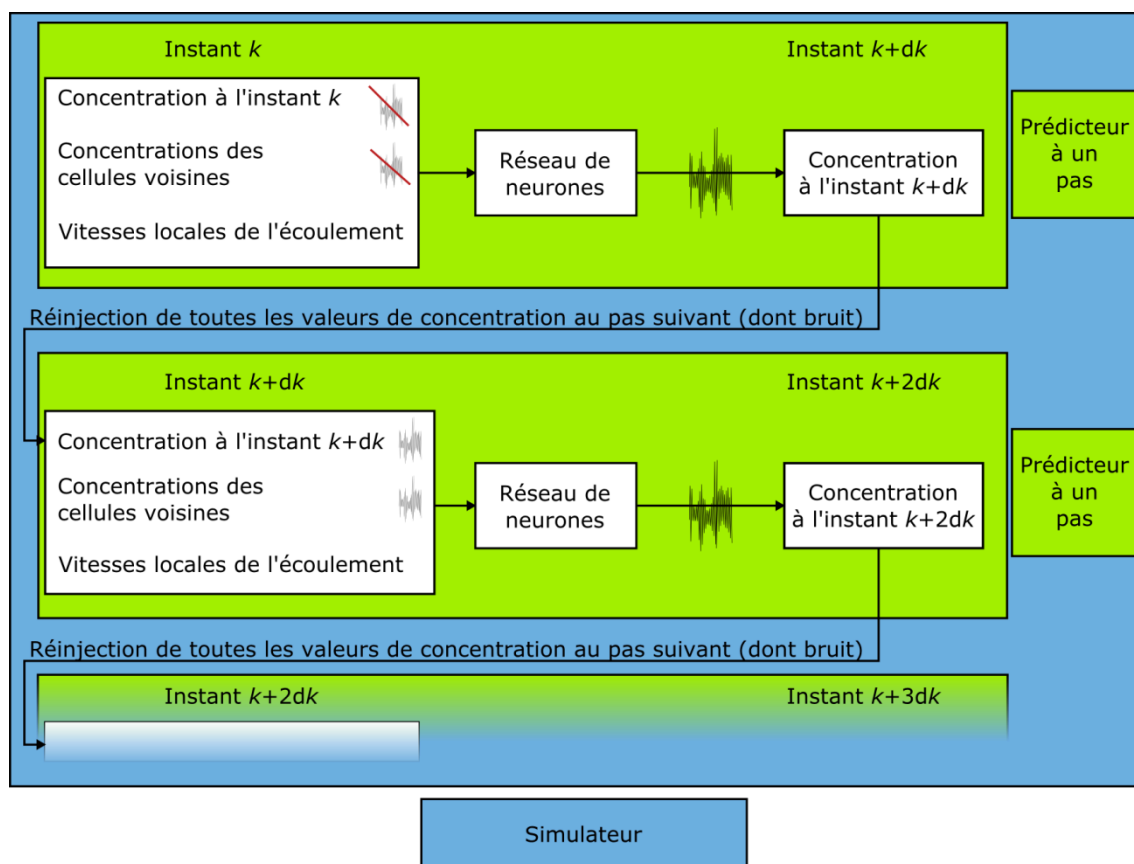 Instant k
Instant k+dk
Concentration à l'instant k
Concentrations des
cellules voisines
Vitesses locales de l'écoulement
Réseau de
neurones
Concentration
à l'instant k+dk
Prédicteur
à un
pas
Réinjection de toutes les valeurs de concentration au pas suivant (dont bruit)
Instant k+dk
Instant k+2dk
Concentration à l'instant k+dk
Concentrations des
cellules voisines
Vitesses locales de l'écoulement
Réseau de
neurones
Concentration
à l'instant k+2dk
Prédicteur
à un
pas
Réinjection de toutes les valeurs de concentration au pas suivant (dont bruit)
Instant k+2dk
Instant k+3dk
Simulateur